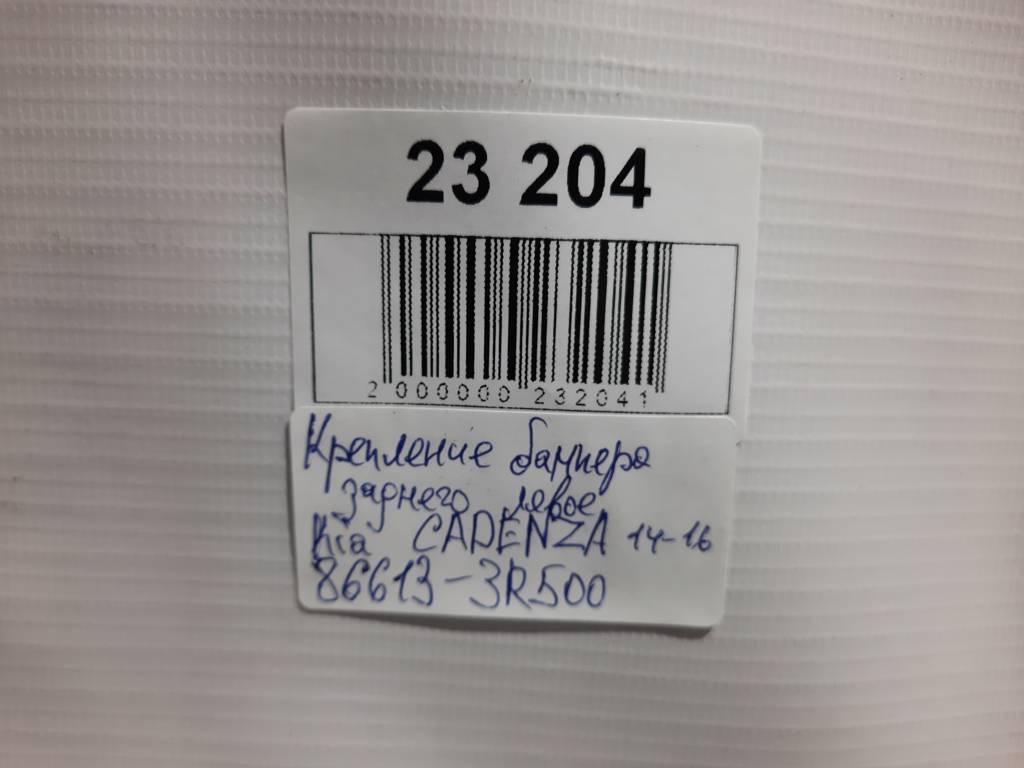 23 204
2 000000 232041
Крепление бампера
заднего левое
Kia CADENZA 14-16
86613-3R500